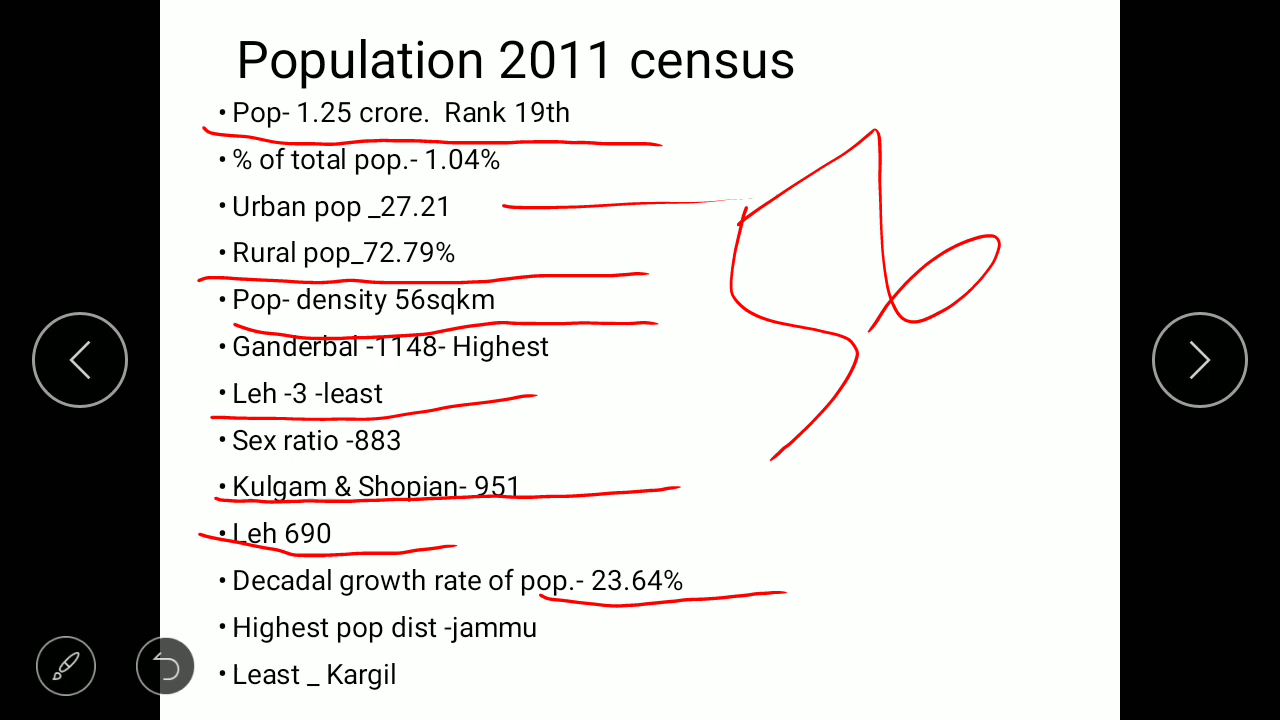 Population 2011 census
• Pop- 1.25 crore.  Rank 19th
• % of total pop.- 1.04%
• Urban pop _27.21
• Rural pop_72.79%
• Pop- density 56sqkm
• Ganderbal -1148- Highest
• Leh -3 -least
• Sex ratio -883
• Kulgam & Shopian- 951
• Leh 690
• Decadal growth rate of pop.- 23.64%
• Highest pop dist -jammu
• Least _ Kargil
56